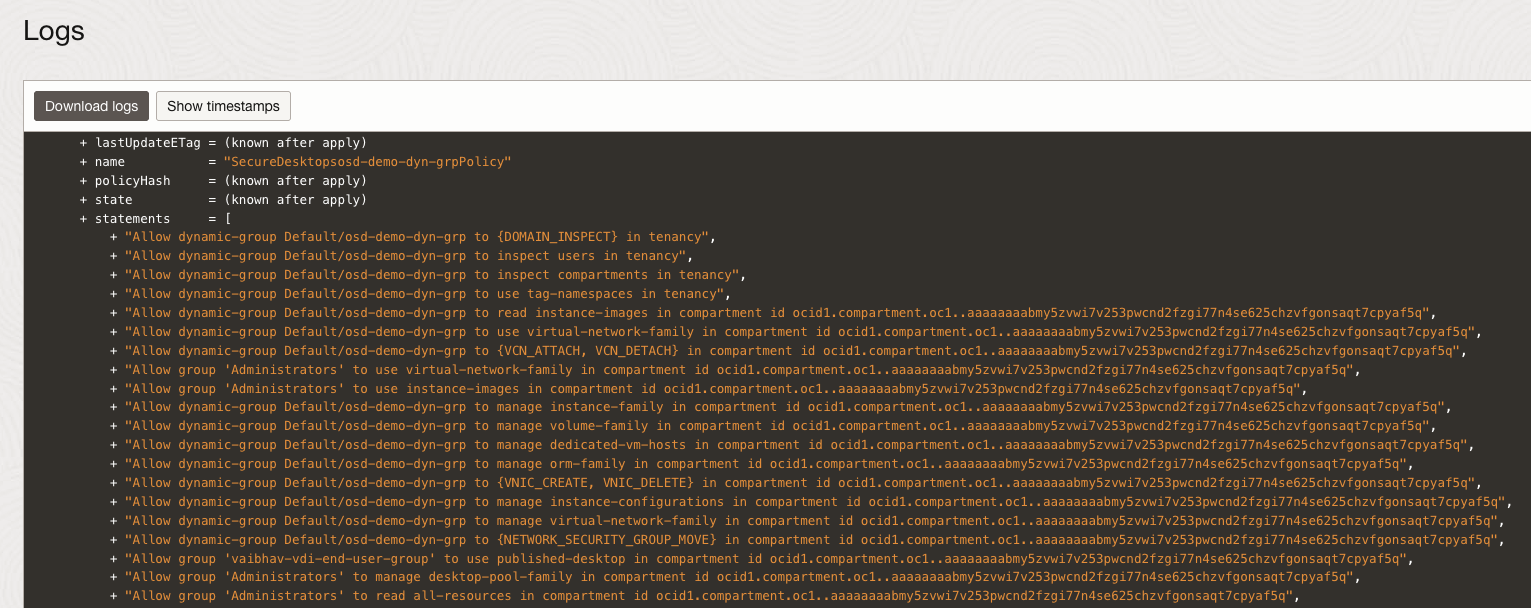 Logs
Download logs Show timestamps
+ lastUpdateETag = (known after apply)
+ name = "SecureDesktopsosd-demo-dyn-grpPolicy"
+ policyHash = (known after apply)
+ state = (known after apply)
+ statements = [
+ "Allow dynamic-group Default/osd-demo-dyn-grp to {DOMAIN_INSPECT} in tenancy",
+ "Allow dynamic-group Default/osd-demo-dyn-grp to inspect users in tenancy",
+ "Allow dynamic-group Default/osd-demo-dyn-grp to inspect compartments in tenancy",
+ "Allow dynamic-group Default/osd-demo-dyn-grp to use tag-namespaces in tenancy",
+ "Allow dynamic-group Default/osd-demo-dyn-grp to read instance-images in compartment id ocid1.compartment.oc1..aaaaaaaabmy5zvwi7v253pwcnd2fzgi77n4se625chzvfgonsaqt7cpyaf5q",
+ "Allow dynamic-group Default/osd-demo-dyn-grp to use virtual-network-family in compartment id ocid1.compartment.oc1..aaaaaaaabmy5zvwi7v253pwcnd2fzgi77n4se625chzvfgonsaqt7cpyaf5q",
+ "Allow dynamic-group Default/osd-demo-dyn-grp to {VCN_ATTACH, VCN_DETACH} in compartment id ocid1.compartment.oc1..aaaaaaaabmy5zvwi7v253pwcnd2fzgi77n4se625chzvfgonsaqt7cpyaf5q",
+ "Allow group 'Administrators' to use virtual-network-family in compartment id ocid1.compartment.oc1..aaaaaaaabmy5zvwi7v253pwcnd2fzgi77n4se625chzvfgonsaqt7cpyaf5q",
+ "Allow group 'Administrators' to use instance-images in compartment id ocid1.compartment.oc1..aaaaaaaabmy5zvwi7v253pwcnd2fzgi77n4se625chzvfgonsaqt7cpyaf5q",
+ "Allow dynamic-group Default/osd-demo-dyn-grp to manage instance-family in compartment id ocid1.compartment.oc1..aaaaaaaabmy5zvwi7v253pwcnd2fzgi77n4se625chzvfgonsaqt7cpyaf5q",
+ "Allow dynamic-group Default/osd-demo-dyn-grp to manage volume-family in compartment id ocid1.compartment.oc1..aaaaaaaabmy5zvwi7v253pwcnd2fzgi77n4se625chzvfgonsaqt7cpyaf5q",
+ "Allow dynamic-group Default/osd-demo-dyn-grp to manage dedicated-vm-hosts in compartment id ocid1.compartment.oc1..aaaaaaaabmy5zvwi7v253pwcnd2fzgi77n4se625chzvfgonsaqt7cpyaf5q",
+ "Allow dynamic-group Default/osd-demo-dyn-grp to manage orm-family in compartment id ocid1.compartment.oc1..aaaaaaaabmy5zvwi7v253pwcnd2fzgi77n4se625chzvfgonsaqt7cpyaf5q",
+ "Allow dynamic-group Default/osd-demo-dyn-grp to {VNIC_CREATE, VNIC_DELETE} in compartment id ocid1.compartment.oc1..aaaaaaaabmy5zvwi7v253pwcnd2fzgi77n4se625chzvfgonsaqt7cpyaf5q",
+ "Allow dynamic-group Default/osd-demo-dyn-grp to manage instance-configurations in compartment id ocid1.compartment.oc1..aaaaaaaabmy5zvwi7v253pwcnd2fzgi77n4se625chzvfgonsaqt7cpyaf5q",
+ "Allow dynamic-group Default/osd-demo-dyn-grp to manage virtual-network-family in compartment id ocid1.compartment.oc1..aaaaaaaabmy5zvwi7v253pwcnd2fzgi77n4se625chzvfgonsaqt7cpyaf5q",
+ "Allow dynamic-group Default/osd-demo-dyn-grp to {NETWORK_SECURITY_GROUP_MOVE} in compartment id ocid1.compartment.oc1..aaaaaaaabmy5zvwi7v253pwcnd2fzgi77n4se625chzvfgonsaqt7cpyaf5q",
+ "Allow group 'vaibhav-vdi-end-user-group' to use published-desktop in compartment id ocid1.compartment.oc1..aaaaaaaabmy5zvwi7v253pwcnd2fzgi77n4se625chzvfgonsaqt7cpyaf5q",
+ "Allow group 'Administrators' to manage desktop-pool-family in compartment id ocid1.compartment.oc1..aaaaaaaabmy5zvwi7v253pwcnd2fzgi77n4se625chzvfgonsaqt7cpyaf5q",
+ "Allow group 'Administrators' to read all-resources in compartment id ocid1.compartment.oc1..aaaaaaaabmy5zvwi7v253pwcnd2fzgi77n4se625chzvfgonsaqt7cpyaf5q",